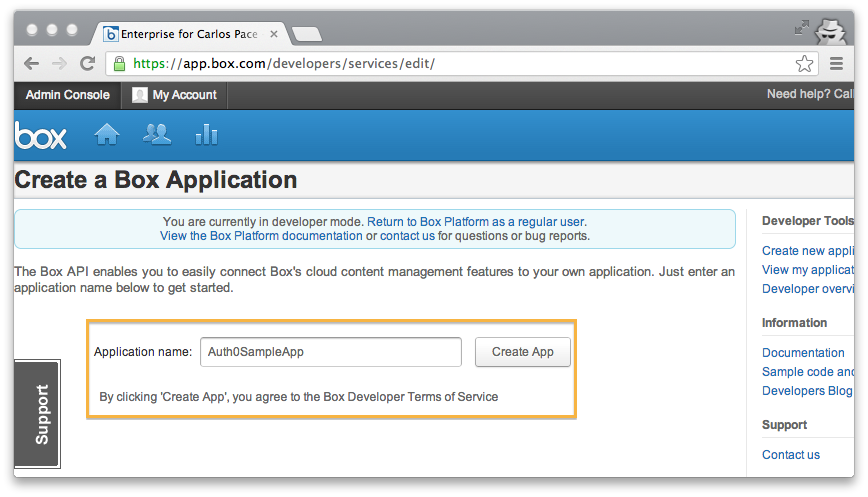 Enterprise for Carlos Pace
https://app.box.com/developers/services/edit/
Admin Console
My Account
Need help? Call
box
Create a Box Application
You are currently in developer mode. Return to Box Platform as a regular user.
View the Box Platform documentation or contact us for questions or bug reports.
The Box API enables you to easily connect Box's cloud content management features to your own application. Just enter an
application name below to get started.
Application name:
Auth0SampleApp
Create App
By clicking 'Create App', you agree to the Box Developer Terms of Service
Support
Developer Tools
Create new appli
View my applicat
Developer overvi
Information
Documentation
Sample code and
Developers Blog
Support
Contact us